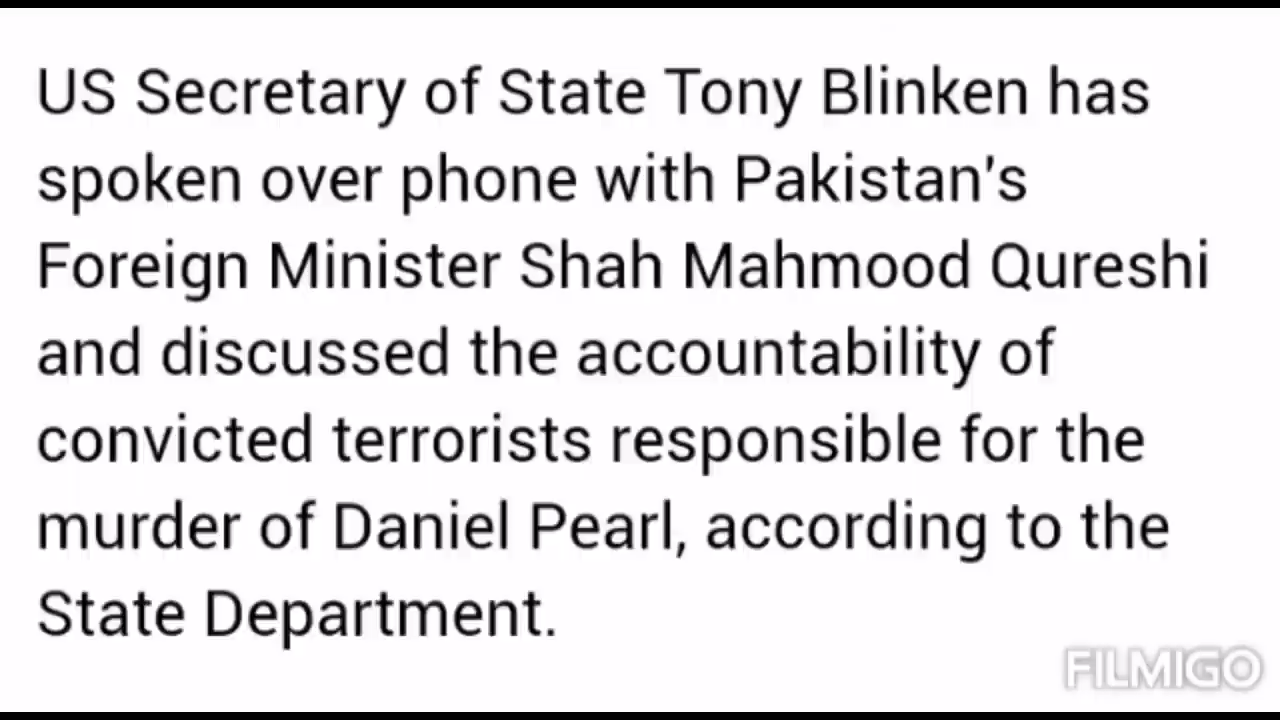 US Secretary of State Tony Blinken has
spoken over phone with Pakistan's
Foreign Minister Shah Mahmood Qureshi
and discussed the accountability of
convicted terrorists responsible for the
murder of Daniel Pearl, according to the
State Department.
FILMIGO